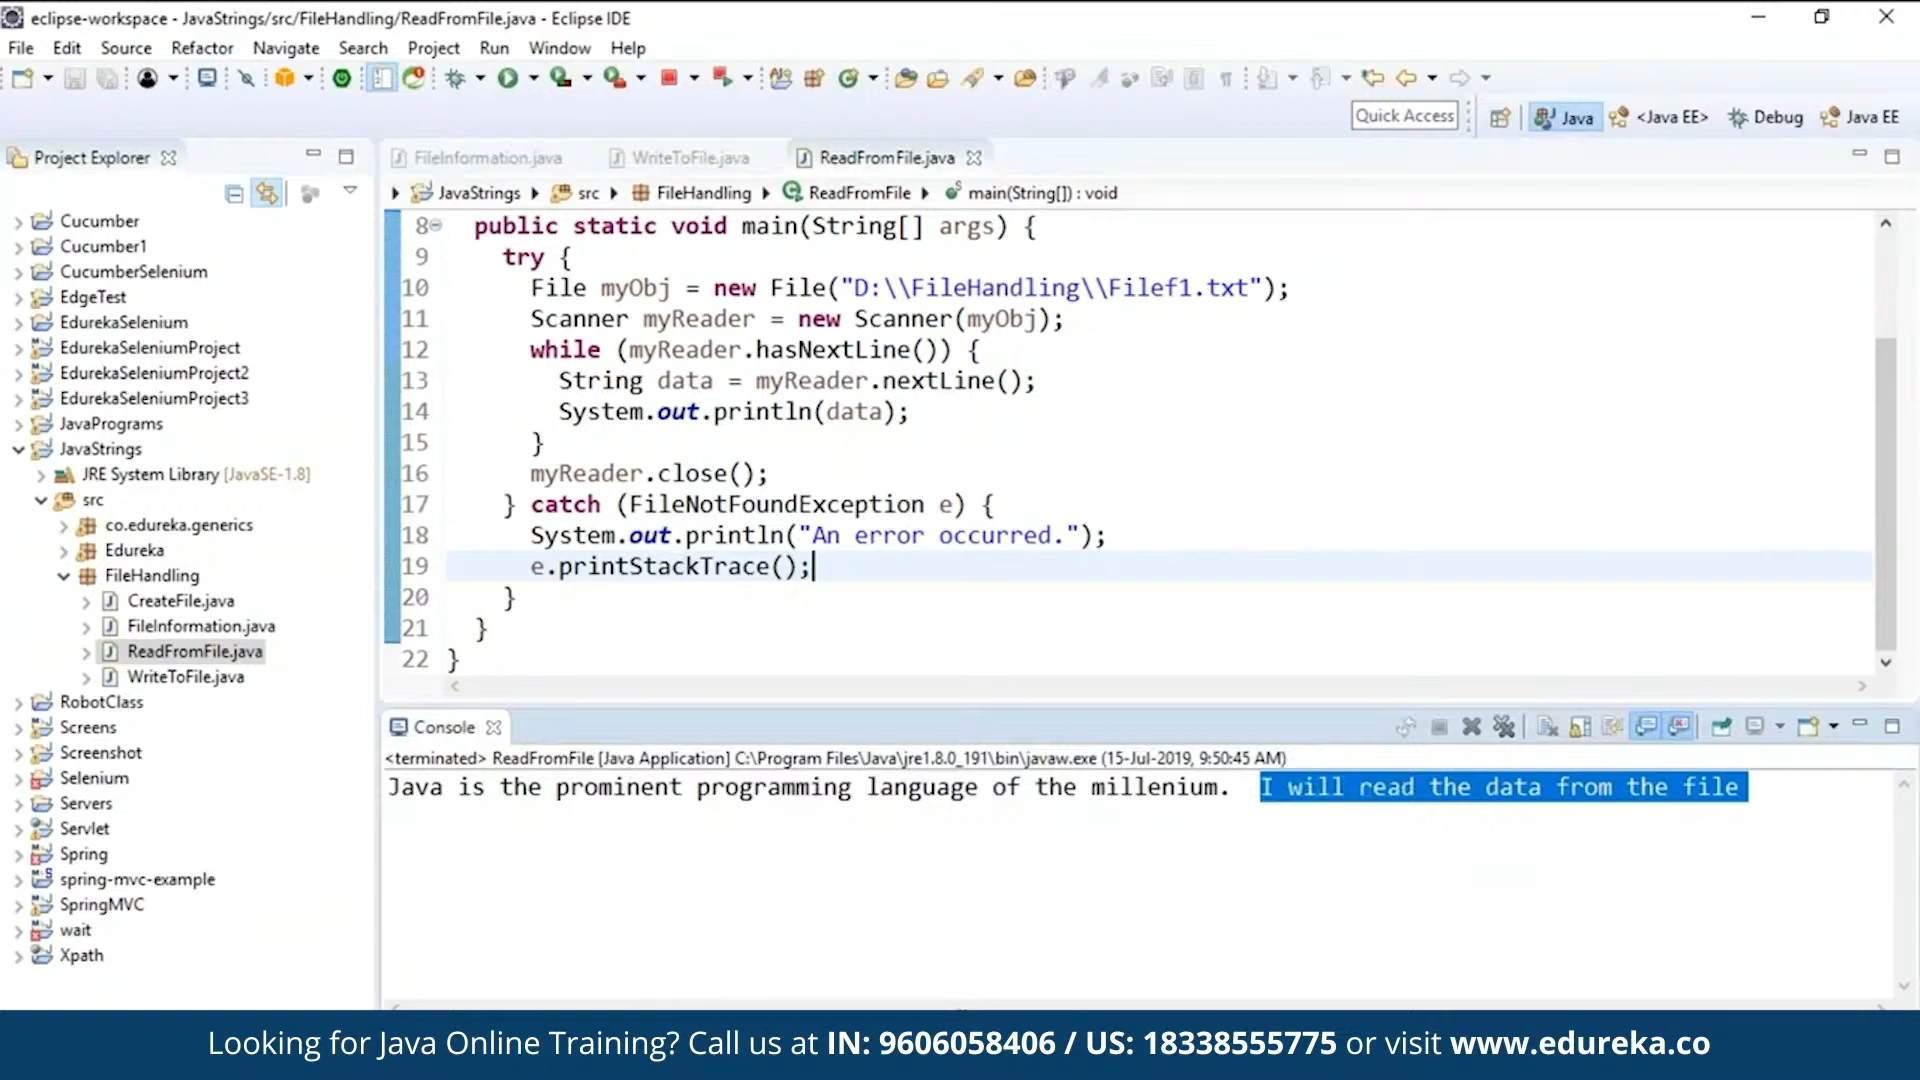 eclipse-workspace - JavaStrings/src/FileHandling/ReadFromFile.java - Eclipse IDE
File Edit Source Refactor Navigate Search Project Run Window Help
Quick Access Java <Java EE> Debug Java EE
Project Explorer
Cucumber
Cucumber1
CucumberSelenium
EdgeTest
EdurekaSelenium
EdurekaSeleniumProject
EdurekaSeleniumProject2
EdurekaSeleniumProject3
JavaPrograms
JavaStrings
JRE System Library [JavaSE-1.8]
src
co.edureka.generics
Edureka
FileHandling
CreateFile.java
FileInformation.java
ReadFromFile.java
WriteToFile.java
RobotClass
Screens
Screenshot
Selenium
Servers
Servlet
Spring
spring-mvc-example
SpringMVC
wait
Xpath
FileInformation.java WriteToFile.java ReadFromFile.java
JavaStrings src FileHandling ReadFromFile main(String[]) : void
8 public static void main(String[] args) {
9 try {
10 File myObj = new File("D:\\FileHandling\\Filef1.txt");
11 Scanner myReader = new Scanner(myObj);
12 while (myReader.hasNextLine()) {
13 String data = myReader.nextLine();
14 System.out.println(data);
15 }
16 myReader.close();
17 } catch (FileNotFoundException e) {
18 System.out.println("An error occurred.");
19 e.printStackTrace();
20 }
21 }
22 }
Console
<terminated> ReadFromFile [Java Application] C:\Program Files\Java\jre1.8.0_191\bin\javaw.exe (15-Jul-2019, 9:50:45 AM)
Java is the prominent programming language of the millenium. I will read the data from the file
Looking for Java Online Training? Call us at IN: 9606058406 / US: 18338555775 or visit www.edureka.co